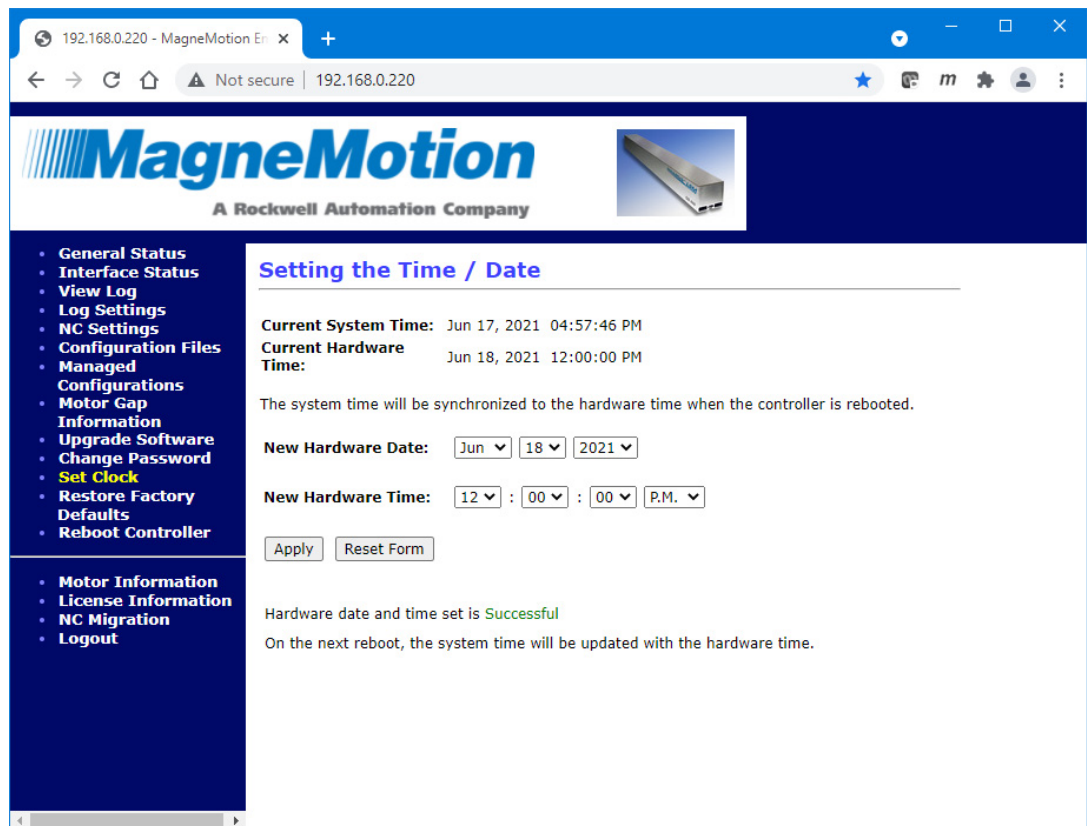 192.168.0.220 - MagneMotion En
Not secure | 192.168.0.220
m
MagneMotion
A Rockwell Automation Company
General Status
Interface Status
View Log
Log Settings
NC Settings
Configuration Files
Managed
Configurations
Motor Gap
Information
Upgrade Software
Change Password
Set Clock
Restore Factory
Defaults
Reboot Controller
Motor Information
License Information
NC Migration
Logout
Setting the Time / Date
Current System Time: Jun 17, 2021 04:57:46 PM
Current Hardware
Time: Jun 18, 2021 12:00:00 PM
The system time will be synchronized to the hardware time when the controller is rebooted.
New Hardware Date: Jun 18 2021
New Hardware Time: 12 : 00 : 00 P.M.
Apply Reset Form
Hardware date and time set is Successful
On the next reboot, the system time will be updated with the hardware time.